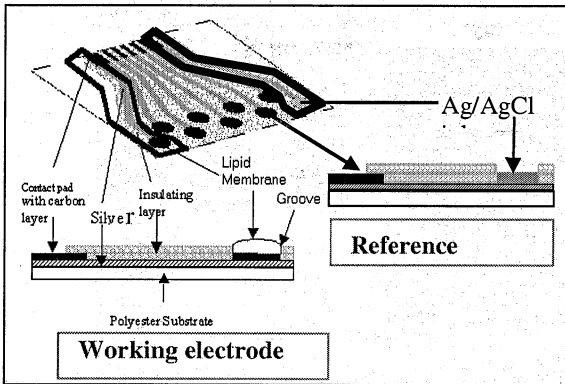 Ag/AgCl
Lipid
Membrane
Contact pad
with carbon
layer
Silver
Insulating
layer
Groove
Reference
Polyester Substrate
Working electrode